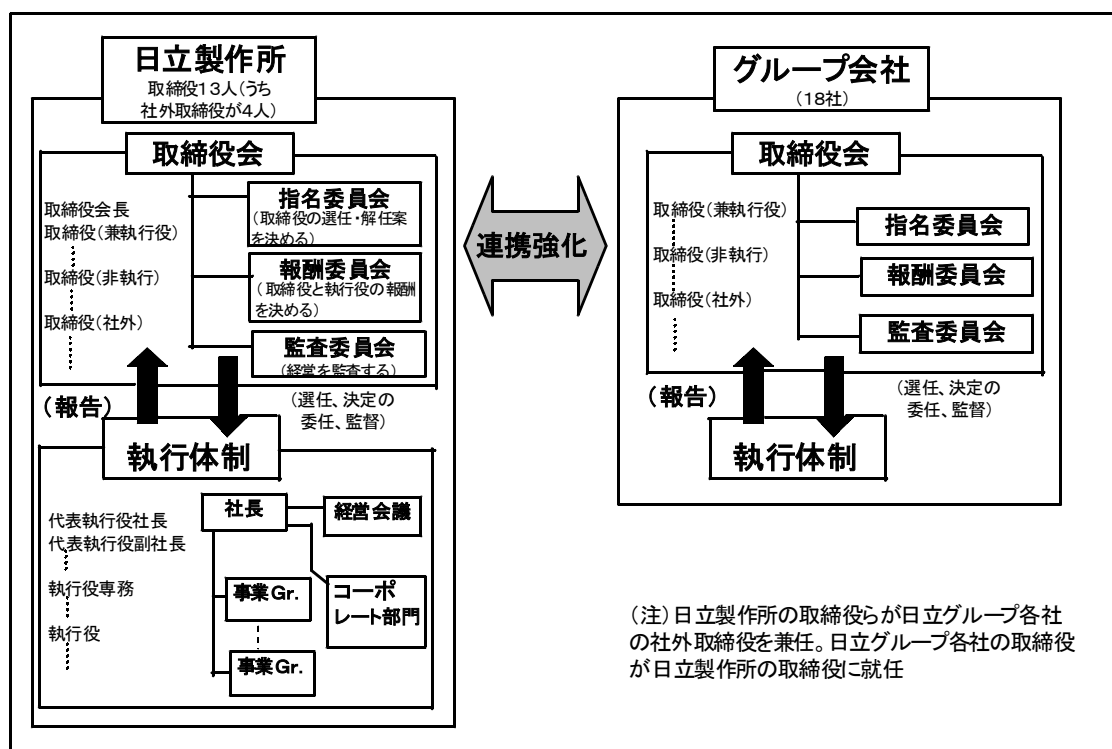 日立製作所
取締役13人(うち
社外取締役が4人)
取締役会
指名委員会
(取締役の選任・解任案
を決める)
報酬委員会
(取締役と執行役の報酬
を決める)
監査委員会
(経営を監査する)
取締役会長
取締役(兼執行役)
取締役(非執行)
取締役(社外)
(報告)
(選任、決定の
委任、監督)
執行体制
代表執行役社長
代表執行役副社長
執行役専務
執行役
社長
経営会議
事業Gr.
コーポ
レート部門
事業Gr.
連携強化
グループ会社
(18社)
取締役会
取締役(兼執行役)
取締役(非執行)
取締役(社外)
指名委員会
報酬委員会
監査委員会
(報告)
(選任、決定の
委任、監督)
執行体制
(注)日立製作所の取締役らが日立グループ各社
の社外取締役を兼任。日立グループ各社の取締役
が日立製作所の取締役に就任